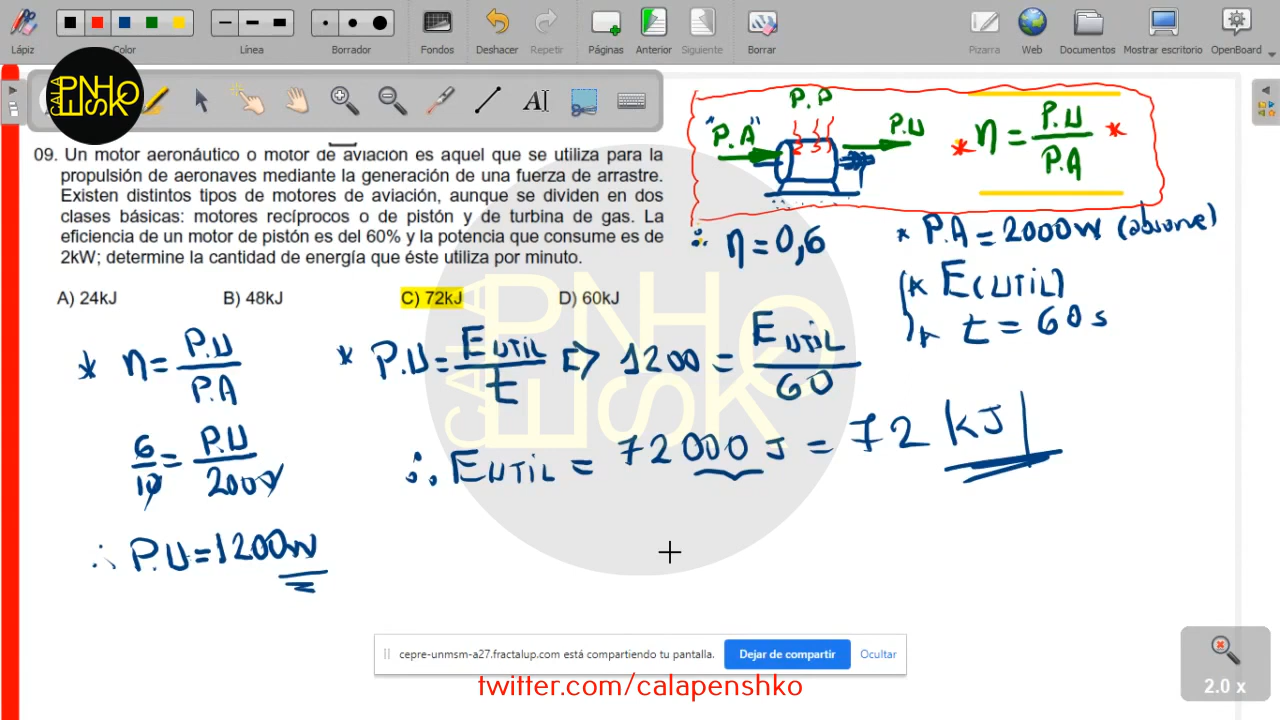 Lápiz Color Línea Borrador Fondos Deshacer Repetir Páginas Anterior Siguiente Borrar Pizarra Web Documentos Mostrar escritorio OpenBoard
CALA PENSHKO
09. Un motor aeronáutico o motor de aviación es aquel que se utiliza para la
propulsión de aeronaves mediante la generación de una fuerza de arrastre.
Existen distintos tipos de motores de aviación, aunque se dividen en dos
clases básicas: motores recíprocos o de pistón y de turbina de gas. La
eficiencia de un motor de pistón es del 60% y la potencia que consume es de
2kW; determine la cantidad de energía que éste utiliza por minuto.
A) 24kJ B) 48kJ C) 72kJ D) 60kJ
P.P
"P.A" P.U
* η = P.U / P.A *
∴ η = 0,6
* P.A = 2000w (absorve)
* E(UTiL)
* t = 60 s
* η = P.U / P.A
6/10 = P.U / 2000
∴ P.U = 1200w
* P.U = E UTiL / t ⇨ 1200 = E UTiL / 60
∴ E UTiL = 72000 J = 72 kJ
cepre-unmsm-a27.fractalup.com está compartiendo tu pantalla. Dejar de compartir Ocultar
twitter.com/calapenshko
2.0 x